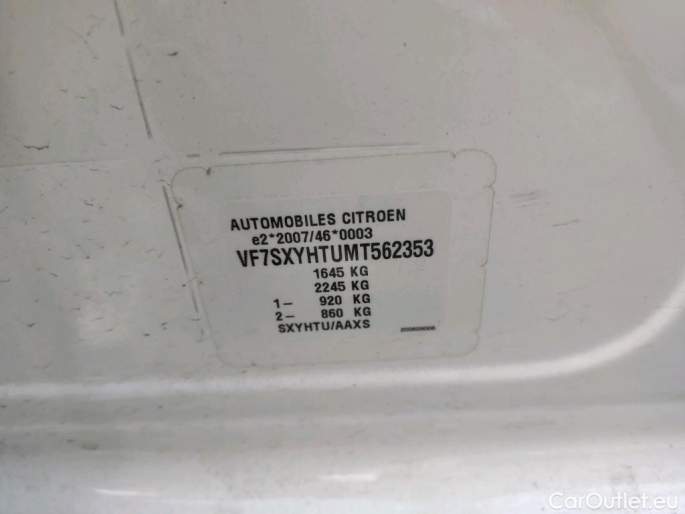 AUTOMOBILES CITROEN
e2*2007/46*0003
VF7SXYHTUMT562353
1645 KG
2245 KG
1– 920 KG
2– 860 KG
SXYHTU/AAXS
CarOutlet.eu